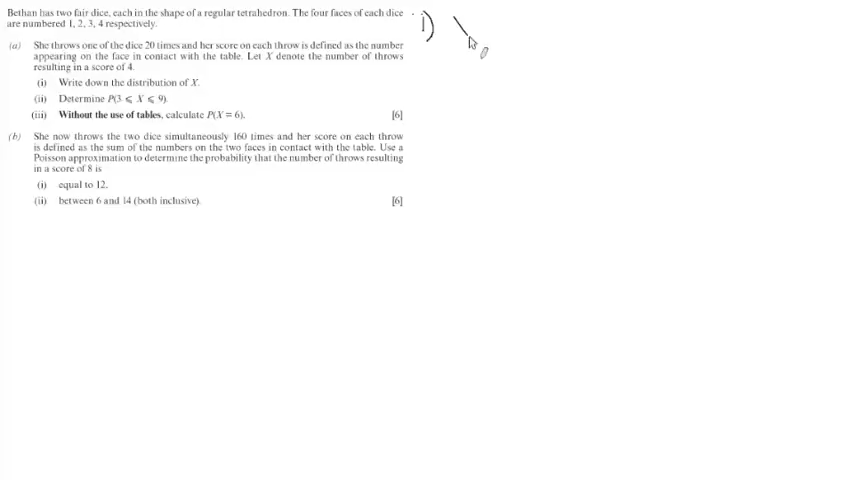 Bethan has two fair dice, each in the shape of a regular tetrahedron. The four faces of each dice
are numbered 1, 2, 3, 4 respectively.
(a) She throws one of the dice 20 times and her score on each throw is defined as the number
appearing on the face in contact with the table. Let X denote the number of throws
resulting in a score of 4.
(i) Write down the distribution of X.
(ii) Determine P(3 ⩽ X ⩽ 9).
(iii) Without the use of tables, calculate P(X = 6). [6]
(b) She now throws the two dice simultaneously 160 times and her score on each throw
is defined as the sum of the numbers on the two faces in contact with the table. Use a
Poisson approximation to determine the probability that the number of throws resulting
in a score of 8 is
(i) equal to 12,
(ii) between 6 and 14 (both inclusive). [6]
i)